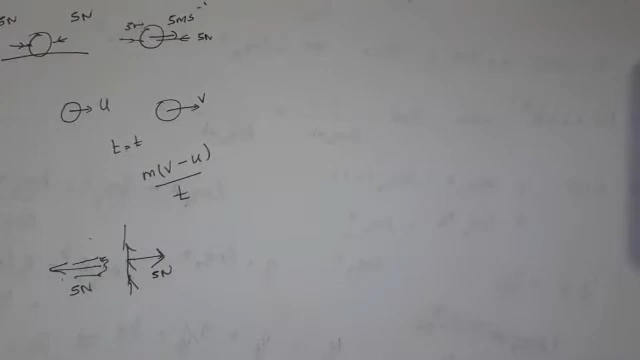 5N 5N 5N 5ms⁻¹ 5N
u v
t = t
m(v - u)
t
5N 5N